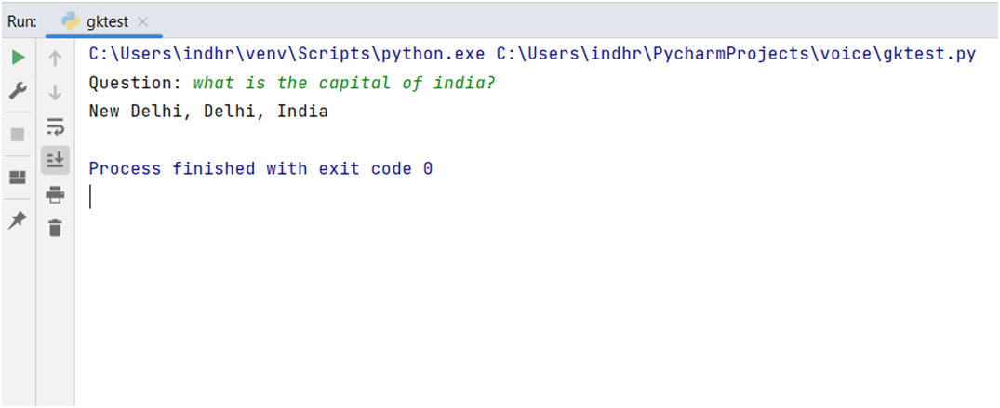 Run: gktest
C:\Users\indhr\venv\Scripts\python.exe C:\Users\indhr\PycharmProjects\voice\gktest.py
Question: what is the capital of india?
New Delhi, Delhi, India
Process finished with exit code 0